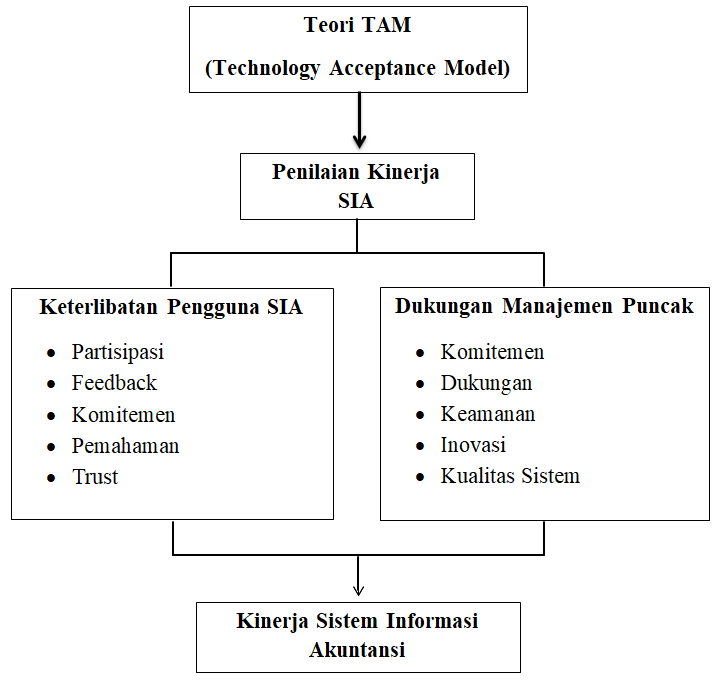 Teori TAM
(Technology Acceptance Model)
Penilaian Kinerja
SIA
Keterlibatan Pengguna SIA
• Partisipasi
• Feedback
• Komitemen
• Pemahaman
• Trust
Dukungan Manajemen Puncak
• Komitemen
• Dukungan
• Keamanan
• Inovasi
• Kualitas Sistem
Kinerja Sistem Informasi
Akuntansi